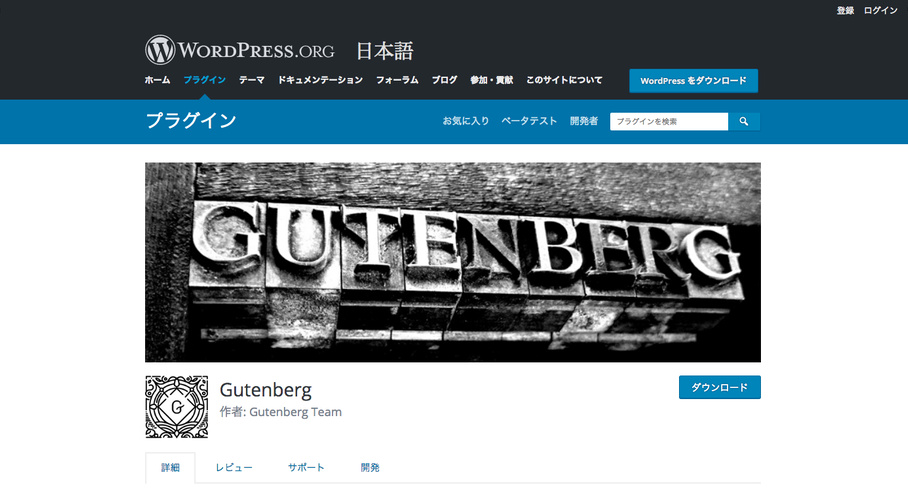 登録 ログイン
WORDPRESS.ORG 日本語
ホーム プラグイン テーマ ドキュメンテーション フォーラム ブログ 参加・貢献 このサイトについて WordPress をダウンロード
プラグイン お気に入り ベータテスト 開発者 プラグインを検索
GUTENBERG
Gutenberg ダウンロード
作者: Gutenberg Team
詳細 レビュー サポート 開発